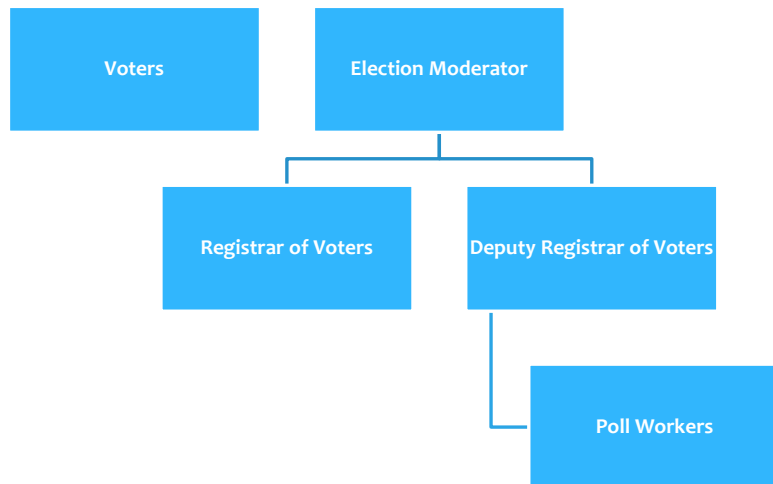 Voters
Election Moderator
Registrar of Voters
Deputy Registrar of Voters
Poll Workers